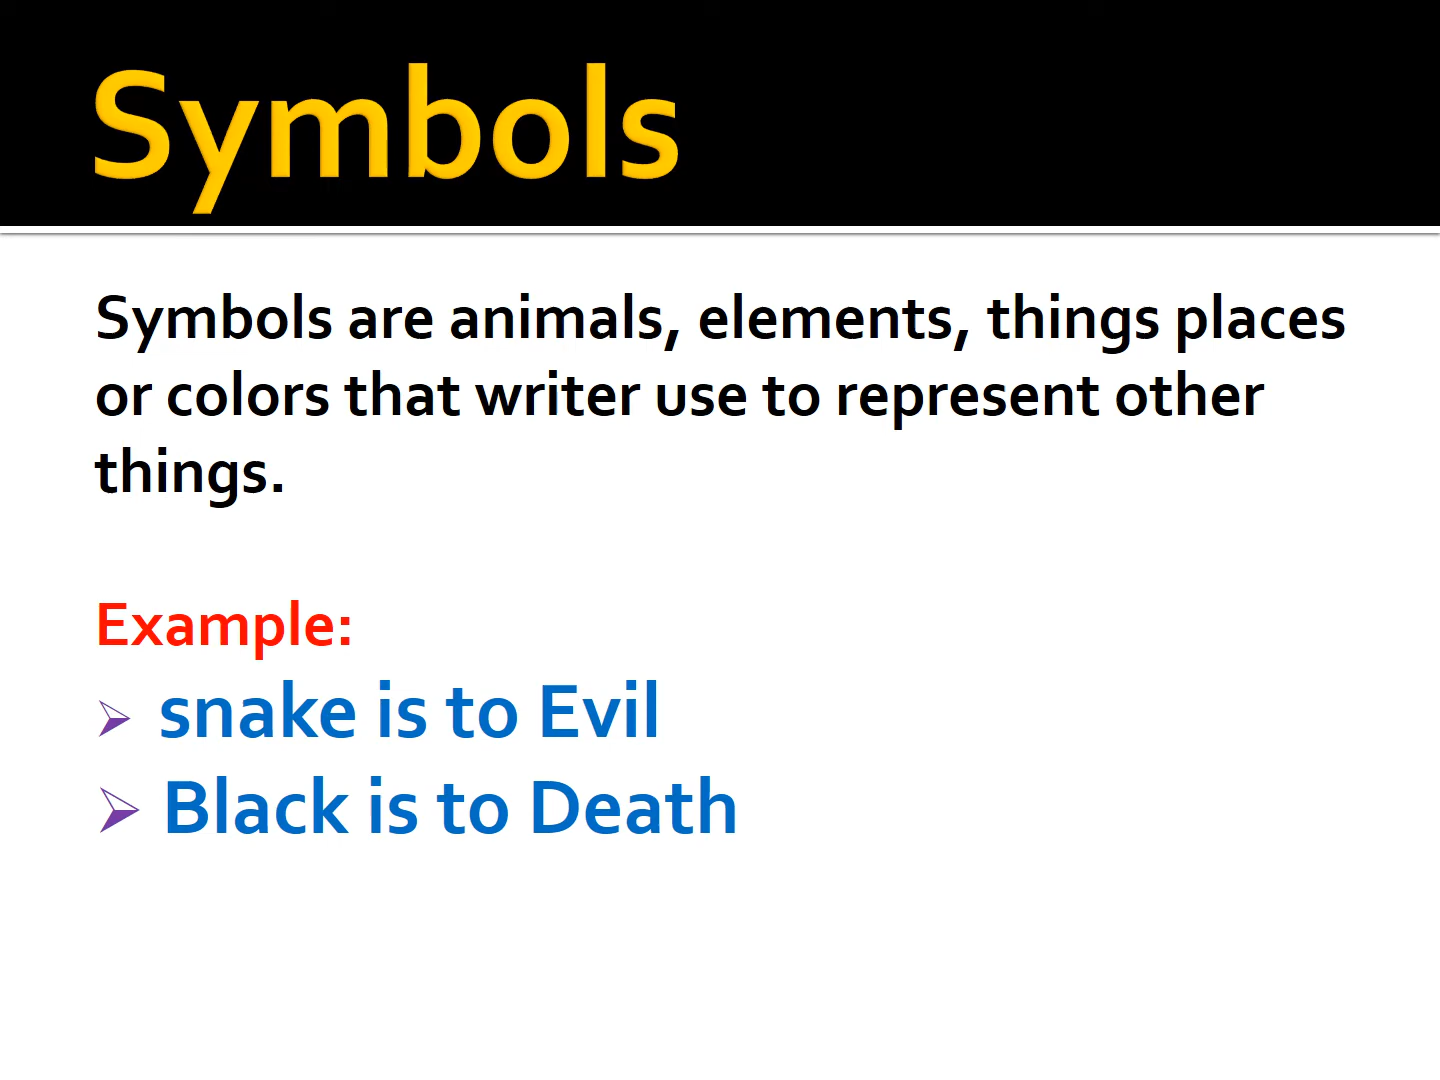 Symbols
Symbols are animals, elements, things places
or colors that writer use to represent other
things.
Example:
snake is to Evil
Black is to Death